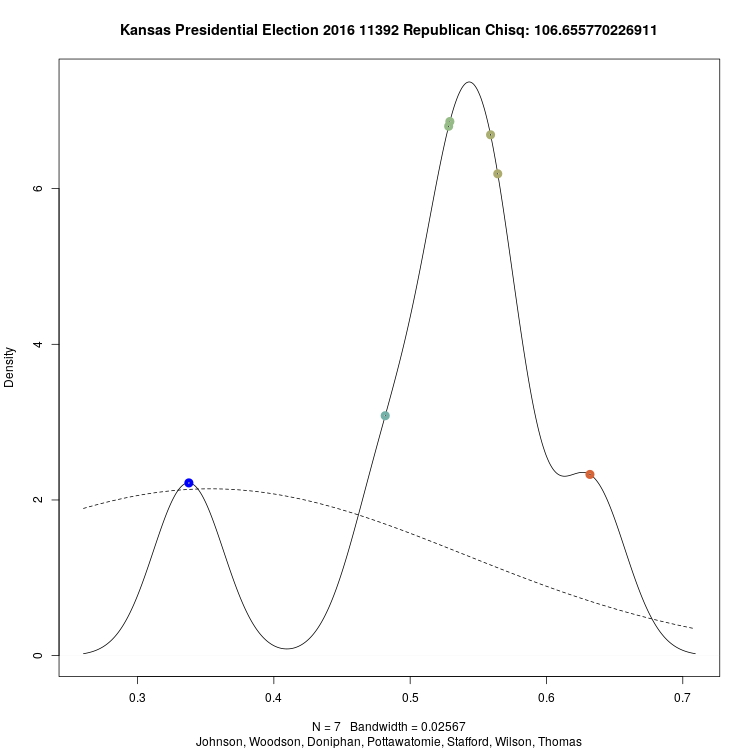 Kansas Presidential Election 2016 11392 Republican Chisq: 106.655770226911
Density
6
4
2
0
0.3 0.4 0.5 0.6 0.7
N = 7 Bandwidth = 0.02567
Johnson, Woodson, Doniphan, Pottawatomie, Stafford, Wilson, Thomas